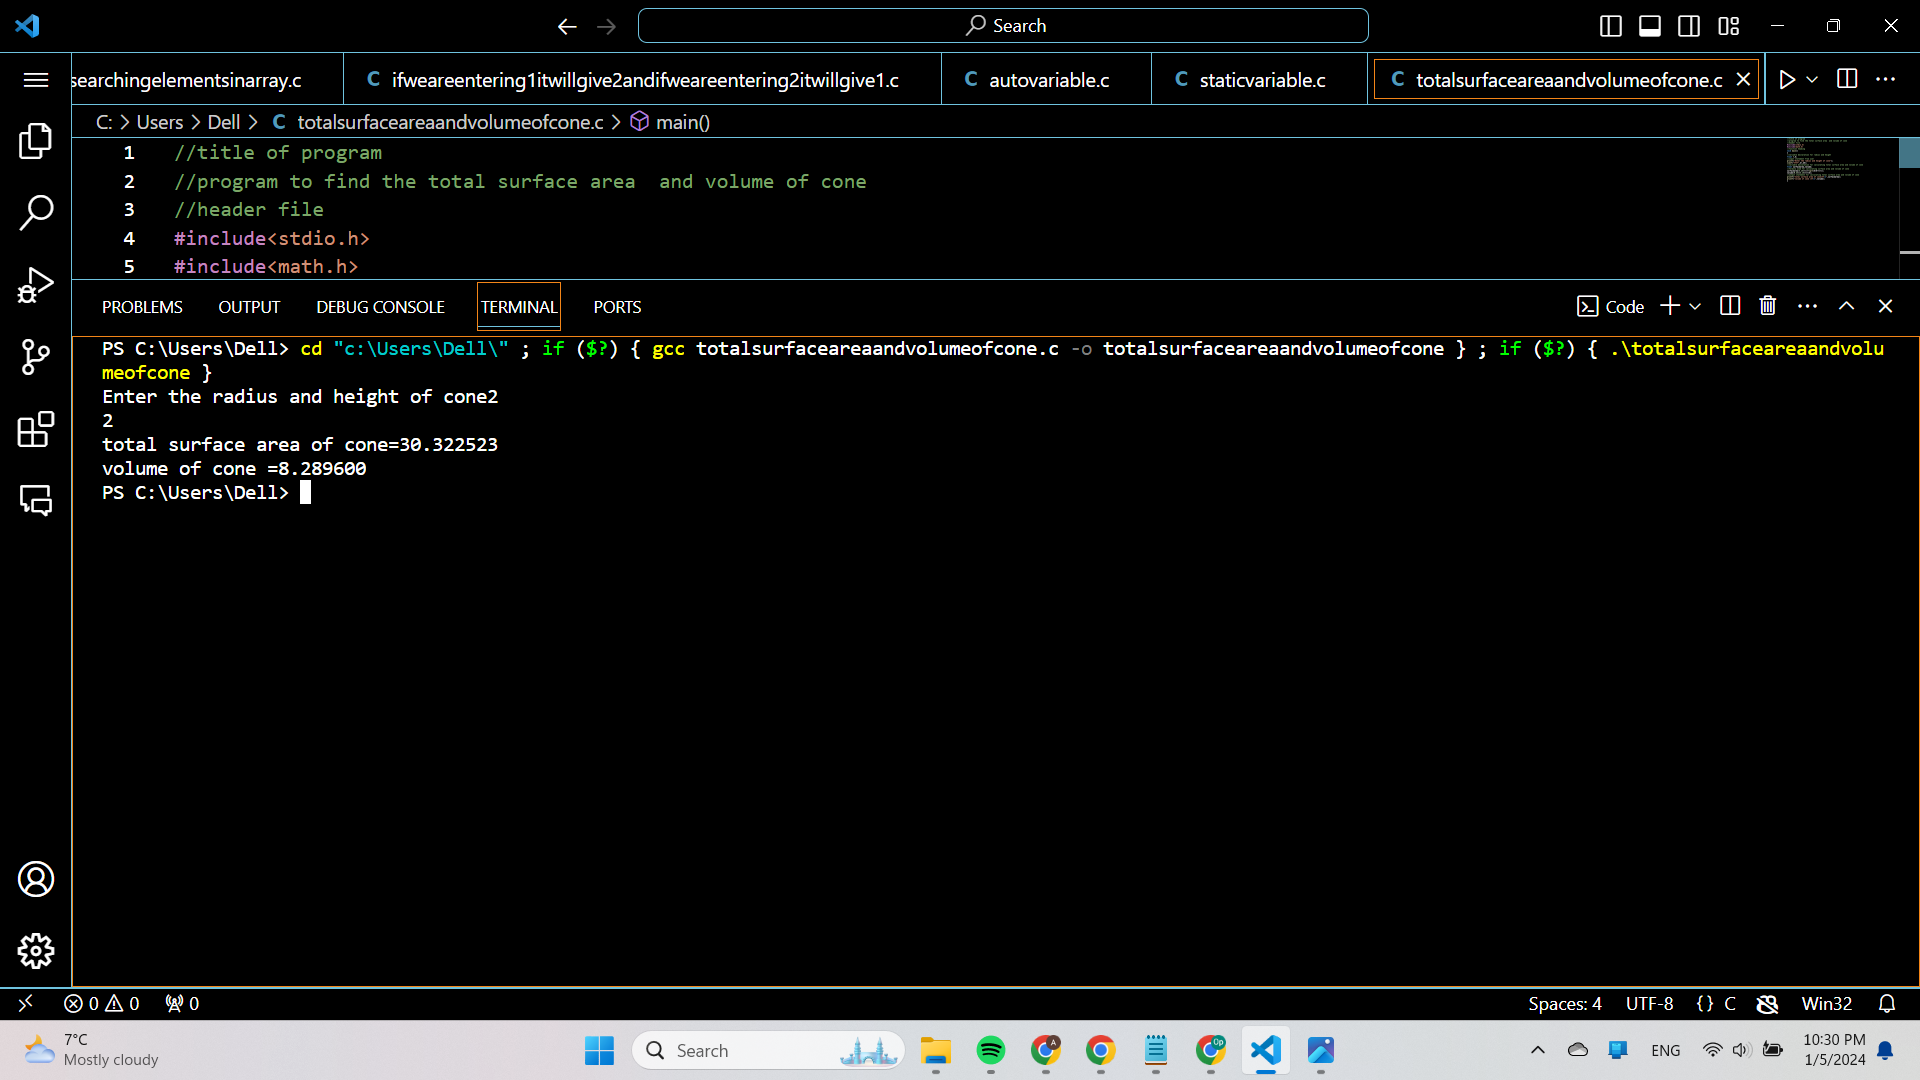 Search
searchingelementsinarray.c
C ifweareentering1itwillgive2andifweareentering2itwillgive1.c
C autovariable.c
C staticvariable.c
C totalsurfaceareaandvolumeofcone.c
C: > Users > Dell > C totalsurfaceareaandvolumeofcone.c > main()
1 //title of program
2 //program to find the total surface area  and volume of cone
3 //header file
4 #include<stdio.h>
5 #include<math.h>
PROBLEMS OUTPUT DEBUG CONSOLE TERMINAL PORTS
Code
PS C:\Users\Dell> cd "c:\Users\Dell\" ; if ($?) { gcc totalsurfaceareaandvolumeofcone.c -o totalsurfaceareaandvolumeofcone } ; if ($?) { .\totalsurfaceareaandvolu
meofcone }
Enter the radius and height of cone2
2
total surface area of cone=30.322523
volume of cone =8.289600
PS C:\Users\Dell>
0 0 0
Spaces: 4 UTF-8 {} C Win32
7°C
Mostly cloudy
Search
A
Op
ENG
10:30 PM
1/5/2024